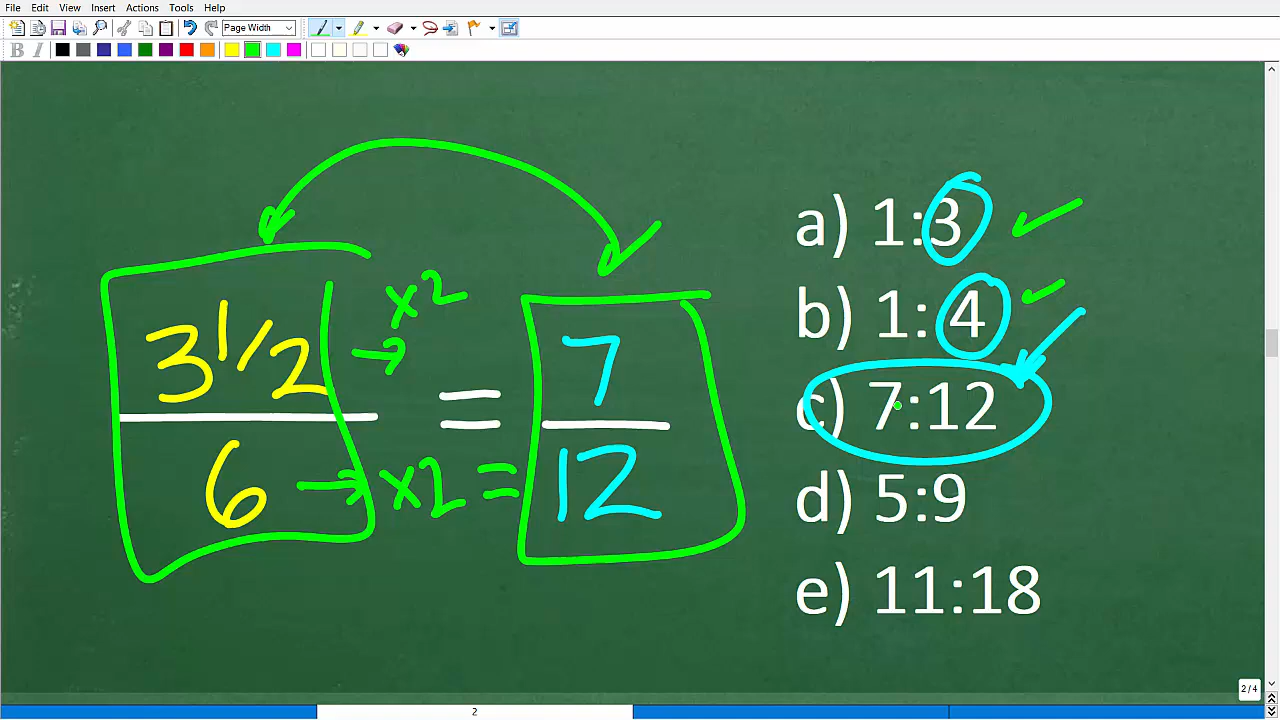 File Edit View Insert Actions Tools Help
Page Width
B I
3 1/2
6
x2
→ x2 =
=
7
12
a) 1:3
b) 1:4
c) 7:12
d) 5:9
e) 11:18
2/4
2